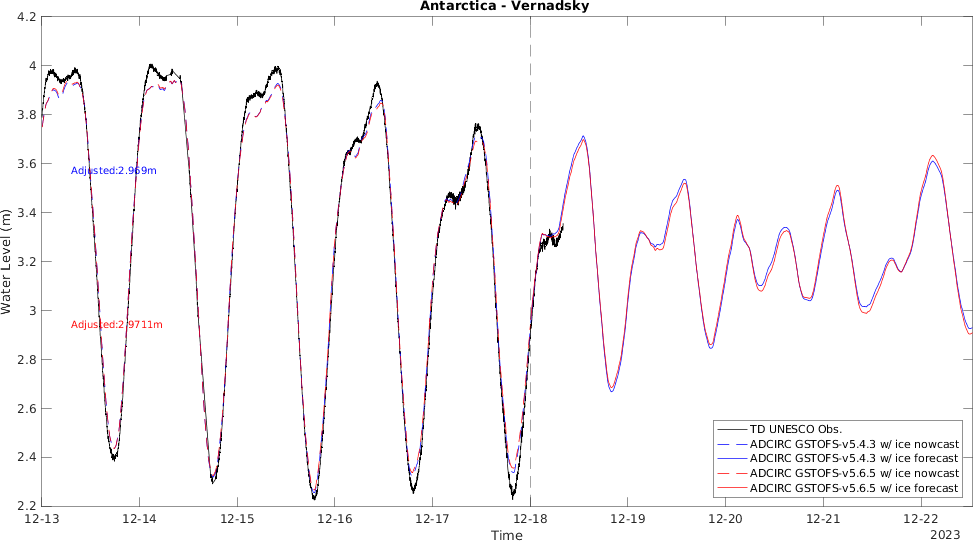 Antarctica - Vernadsky
4.2
4
3.8
3.6
3.4
3.2
3
2.8
2.6
2.4
2.2
Water Level (m)
Adjusted:2.969m
Adjusted:2.9711m
TD UNESCO Obs.
ADCIRC GSTOFS-v5.4.3 w/ ice nowcast
ADCIRC GSTOFS-v5.4.3 w/ ice forecast
ADCIRC GSTOFS-v5.6.5 w/ ice nowcast
ADCIRC GSTOFS-v5.6.5 w/ ice forecast
12-13 12-14 12-15 12-16 12-17 12-18 12-19 12-20 12-21 12-22
Time
2023